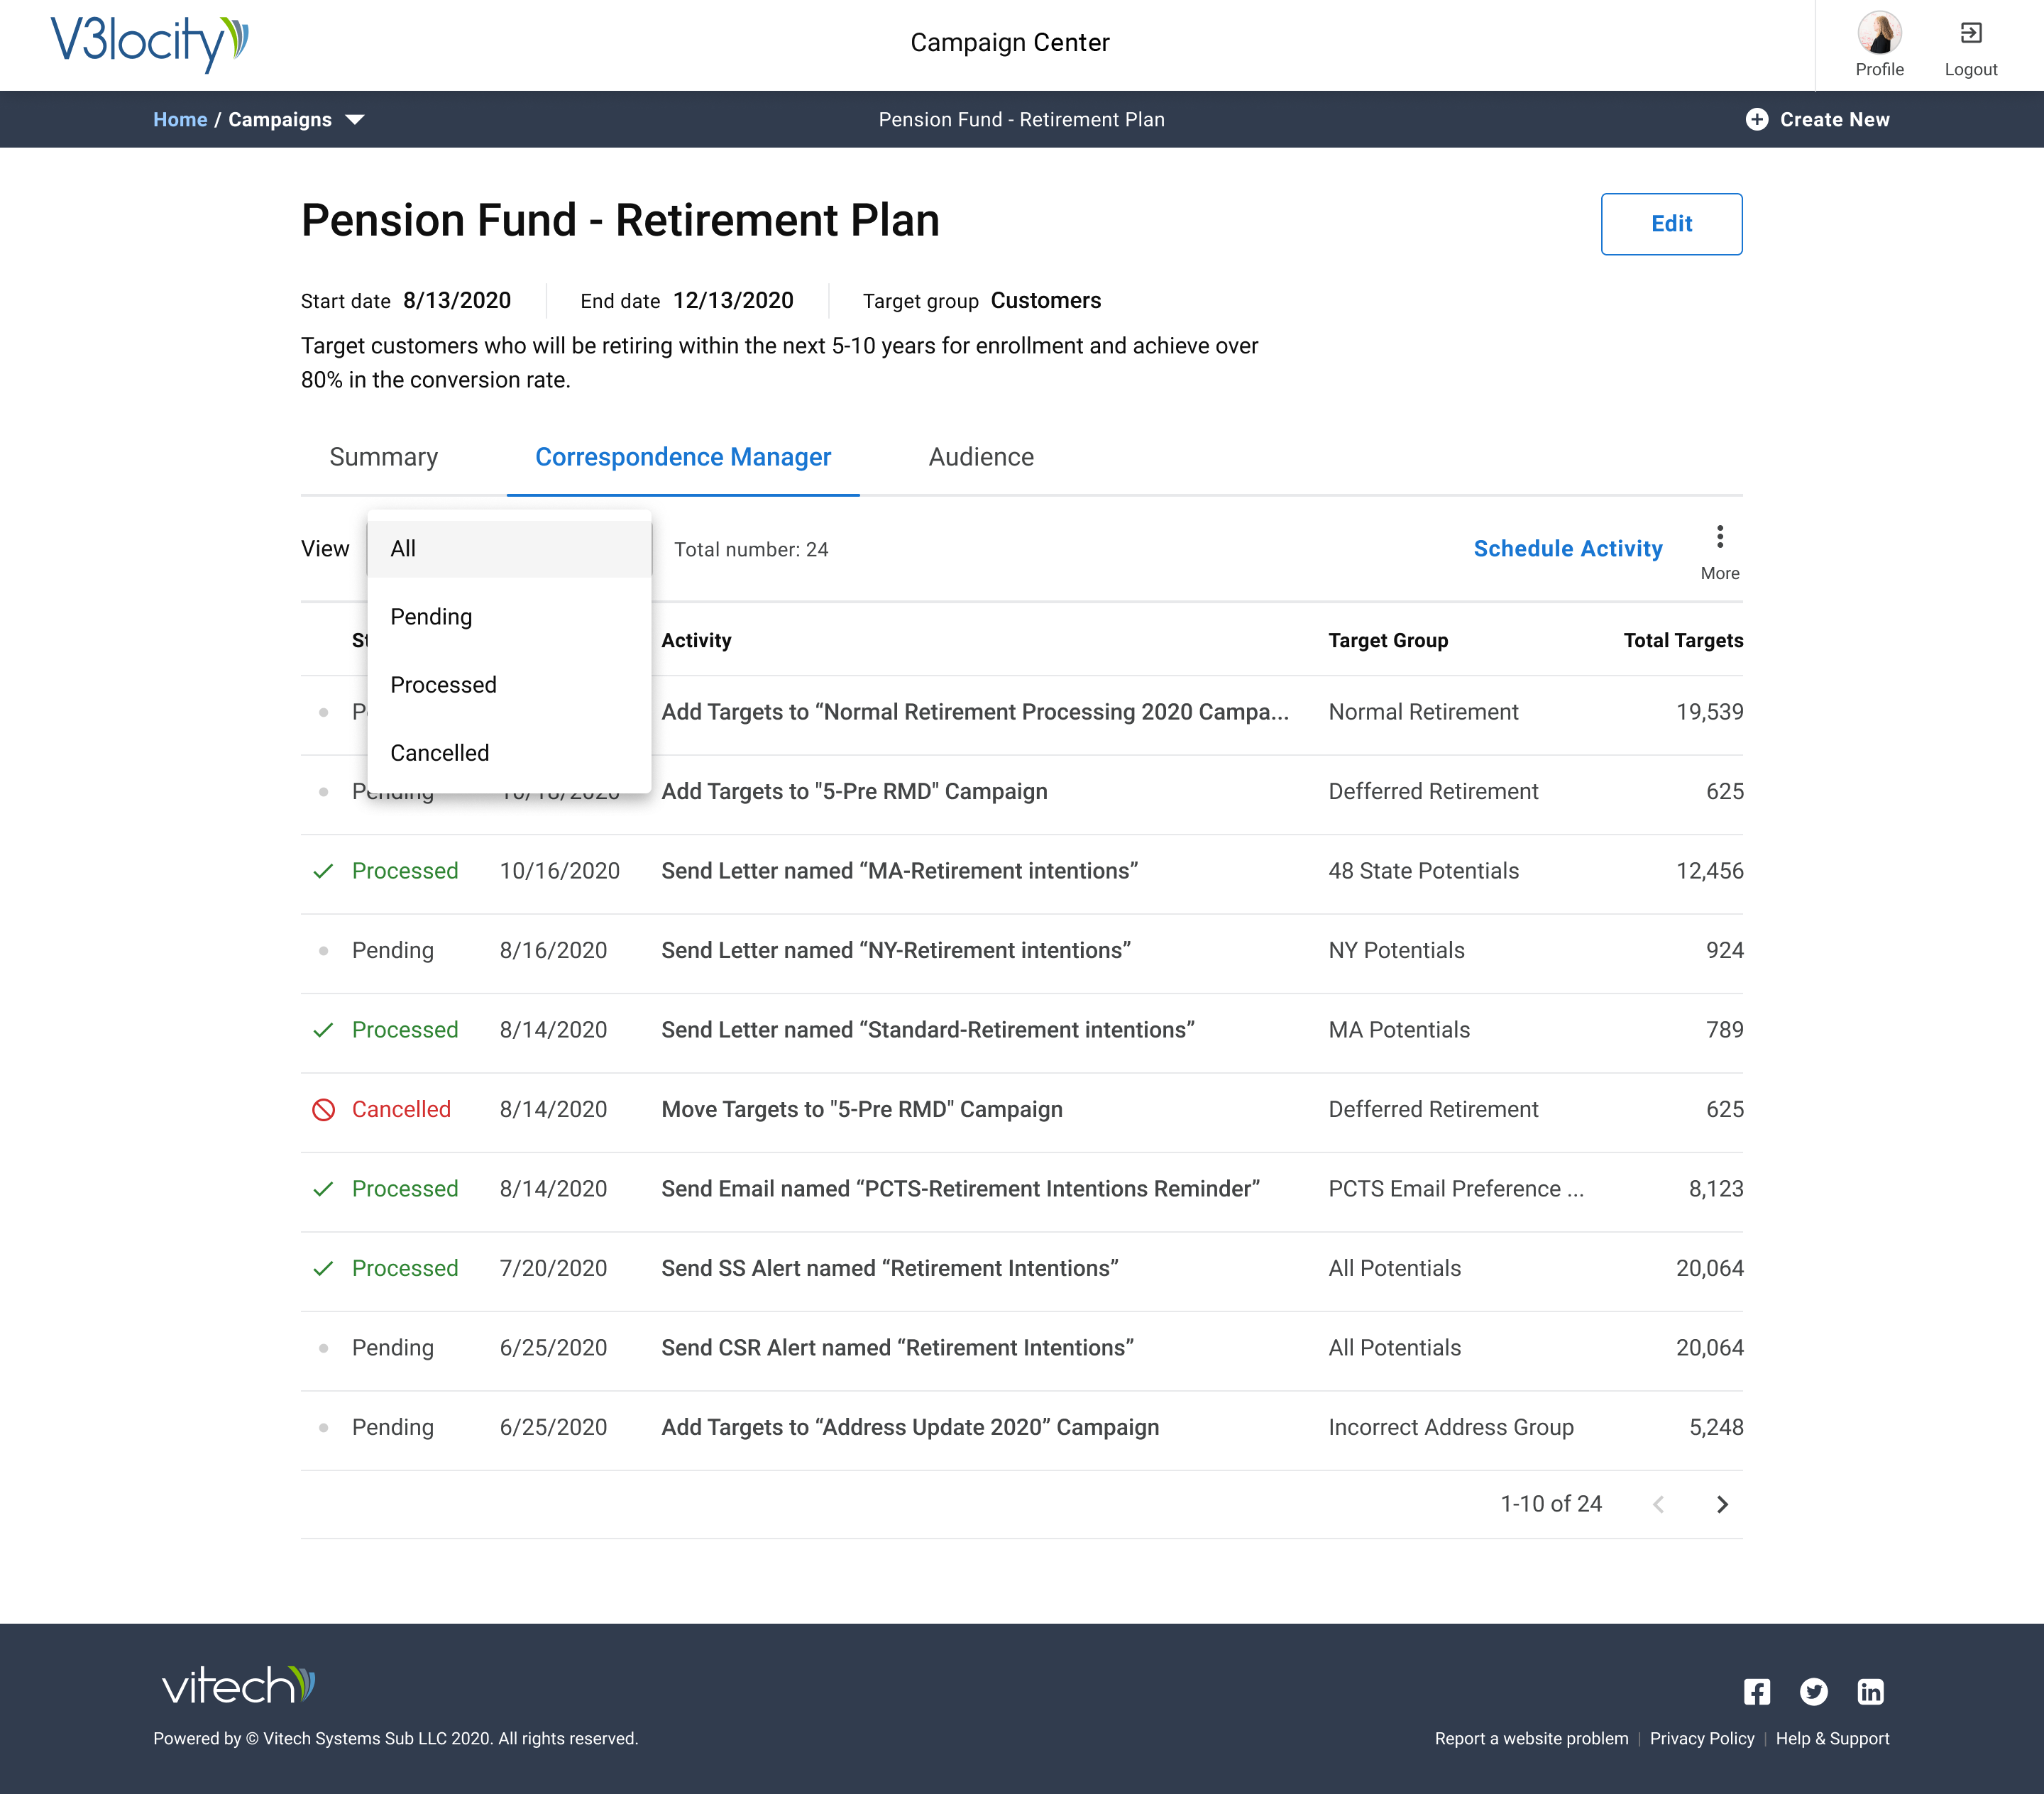 V3locity
Campaign Center
Profile
Logout
Home / Campaigns
Pension Fund - Retirement Plan
Create New
Pension Fund - Retirement Plan
Edit
Start date 8/13/2020 End date 12/13/2020 Target group Customers
Target customers who will be retiring within the next 5-10 years for enrollment and achieve over
80% in the conversion rate.
Summary Correspondence Manager Audience
View All Total number: 24 Schedule Activity
More
Pending
Processed
Cancelled
Activity Target Group Total Targets
Add Targets to “Normal Retirement Processing 2020 Campa... Normal Retirement 19,539
Pending Add Targets to "5-Pre RMD" Campaign Defferred Retirement 625
Processed 10/16/2020 Send Letter named “MA-Retirement intentions” 48 State Potentials 12,456
Pending 8/16/2020 Send Letter named “NY-Retirement intentions” NY Potentials 924
Processed 8/14/2020 Send Letter named “Standard-Retirement intentions” MA Potentials 789
Cancelled 8/14/2020 Move Targets to "5-Pre RMD" Campaign Defferred Retirement 625
Processed 8/14/2020 Send Email named “PCTS-Retirement Intentions Reminder” PCTS Email Preference ... 8,123
Processed 7/20/2020 Send SS Alert named “Retirement Intentions” All Potentials 20,064
Pending 6/25/2020 Send CSR Alert named “Retirement Intentions” All Potentials 20,064
Pending 6/25/2020 Add Targets to “Address Update 2020” Campaign Incorrect Address Group 5,248
1-10 of 24
vitech
Powered by © Vitech Systems Sub LLC 2020. All rights reserved.
Report a website problem | Privacy Policy | Help & Support